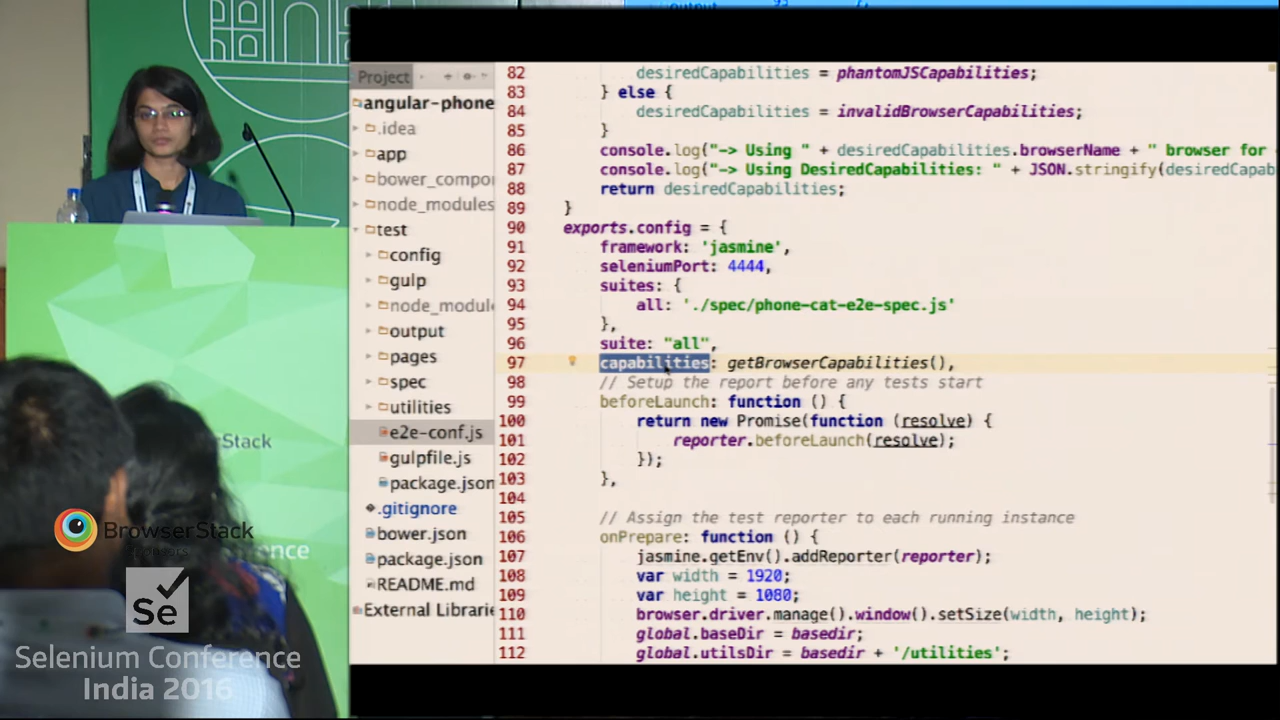 output
93
},
Project
angular-phone
.idea
app
bower_compo
node_modules
test
config
gulp
node_module
output
pages
spec
utilities
e2e-conf.js
gulpfile.js
package.json
.gitignore
bower.json
package.json
README.md
External Librarie
82 desiredCapabilities = phantomJSCapabilities;
83 } else {
84 desiredCapabilities = invalidBrowserCapabilities;
85 }
86 console.log("-> Using " + desiredCapabilities.browserName + " browser for
87 console.log("-> Using DesiredCapabilities: " + JSON.stringify(desiredCapab
88 return desiredCapabilities;
89 }
90 exports.config = {
91 framework: 'jasmine',
92 seleniumPort: 4444,
93 suites: {
94 all: './spec/phone-cat-e2e-spec.js'
95 },
96 suite: "all",
97 capabilities: getBrowserCapabilities(),
98 // Setup the report before any tests start
99 beforeLaunch: function () {
100 return new Promise(function (resolve) {
101 reporter.beforeLaunch(resolve);
102 });
103 },
104
105 // Assign the test reporter to each running instance
106 onPrepare: function () {
107 jasmine.getEnv().addReporter(reporter);
108 var width = 1920;
109 var height = 1080;
110 browser.driver.manage().window().setSize(width, height);
111 global.baseDir = basedir;
112 global.utilsDir = basedir + '/utilities';
rStack
BrowserStack
Se
Selenium Conference
India 2016